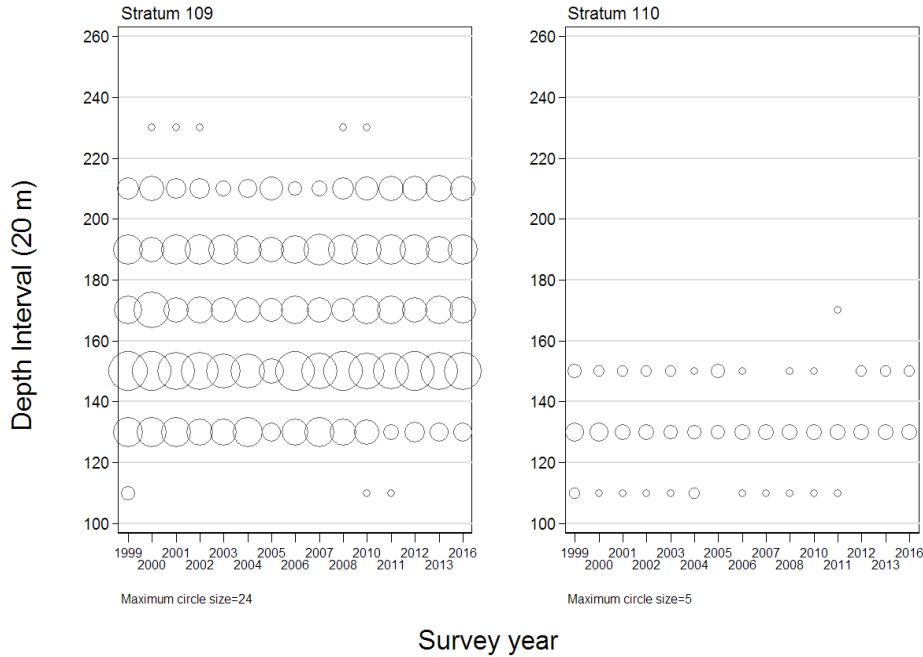 Stratum 109
Stratum 110
260
240
220
200
180
160
140
120
100
260
240
220
200
180
160
140
120
100
Depth Interval (20 m)
1999 2001 2003 2005 2007 2010 2012 2016
2000 2002 2004 2006 2008 2011 2013
1999 2001 2003 2005 2007 2010 2012 2016
2000 2002 2004 2006 2008 2011 2013
Maximum circle size=24
Maximum circle size=5
Survey year